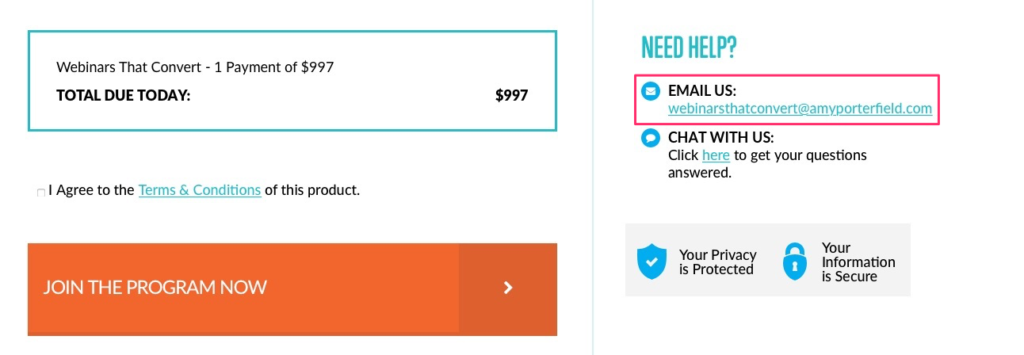 Webinars That Convert - 1 Payment of $997
TOTAL DUE TODAY: $997
I Agree to the Terms & Conditions of this product.
JOIN THE PROGRAM NOW
NEED HELP?
EMAIL US:
webinarsthatconvert@amyporterfield.com
CHAT WITH US:
Click here to get your questions
answered.
Your Privacy
is Protected
Your
Information
is Secure